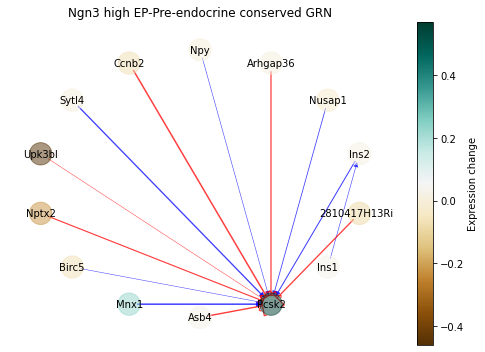 Ngn3 high EP-Pre-endocrine conserved GRN
Npy
Ccnb2
Arhgap36
Sytl4
Nusap1
Upk3bl
Ins2
Nptx2
2810417H13Ri
Birc5
Ins1
Mnx1
Pcsk2
Asb4
0.4
0.2
0.0
−0.2
−0.4
Expression change